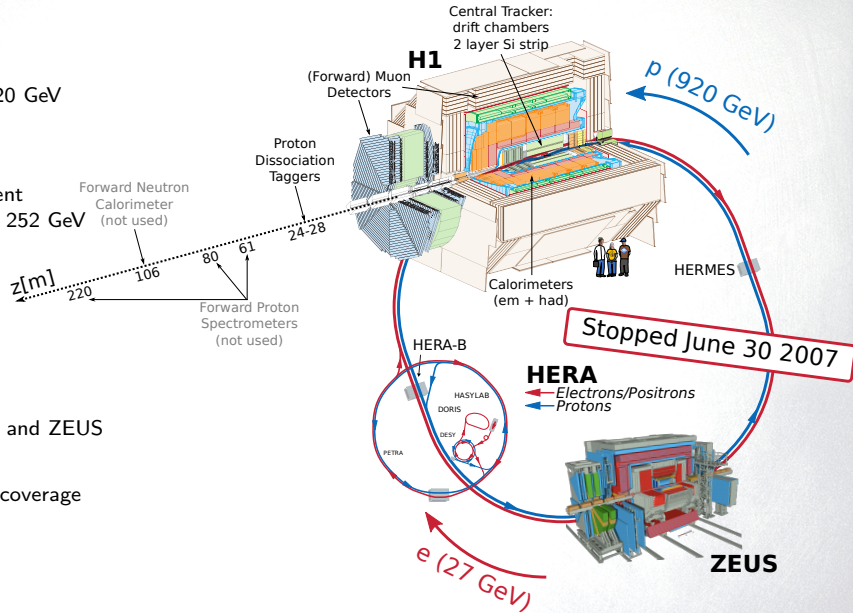 20 GeV
ent
252 GeV
and ZEUS
coverage
H1
Central Tracker:
drift chambers
2 layer Si strip
(Forward) Muon
Detectors
p (920 GeV)
Proton
Dissociation
Taggers
Forward Neutron
Calorimeter
(not used)
z[m]
220
106
80
61
24-28
Forward Proton
Spectrometers
(not used)
Calorimeters
(em + had)
HERMES
Stopped June 30 2007
HERA-B
HERA
Electrons/Positrons
Protons
HASYLAB
DORIS
DESY
PETRA
ZEUS
e (27 GeV)